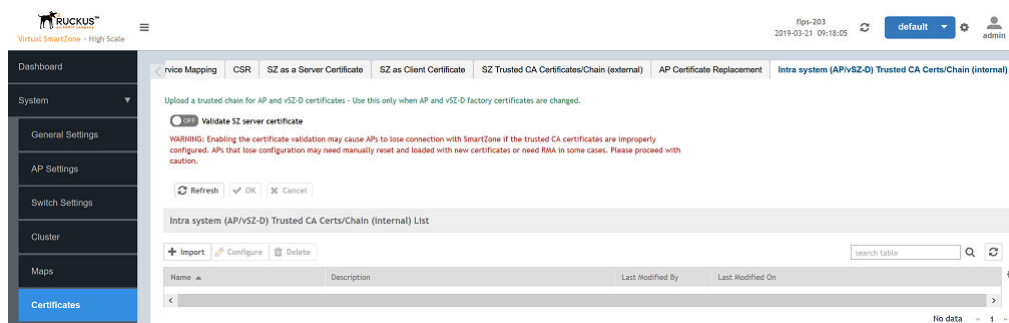 RUCKUS™
Virtual SmartZone - High Scale
fips-203
2019-03-21 09:18:05
default
admin
Dashboard
System
General Settings
AP Settings
Switch Settings
Cluster
Maps
Certificates
rvice Mapping
CSR
SZ as a Server Certificate
SZ as Client Certificate
SZ Trusted CA Certificates/Chain (external)
AP Certificate Replacement
Intra system (AP/vSZ-D) Trusted CA Certs/Chain (internal)
Upload a trusted chain for AP and vSZ-D certificates - Use this only when AP and vSZ-D factory certificates are changed.
OFF Validate SZ server certificate
WARNING: Enabling the certificate validation may cause APs to lose connection with SmartZone if the trusted CA certificates are improperly
configured. APs that lose configuration may need manually reset and loaded with new certificates or need RMA in some cases. Please proceed with
caution.
Refresh OK Cancel
Intra system (AP/vSZ-D) Trusted CA Certs/Chain (internal) List
Import Configure Delete
search table
Name Description Last Modified By Last Modified On
No data « 1 »